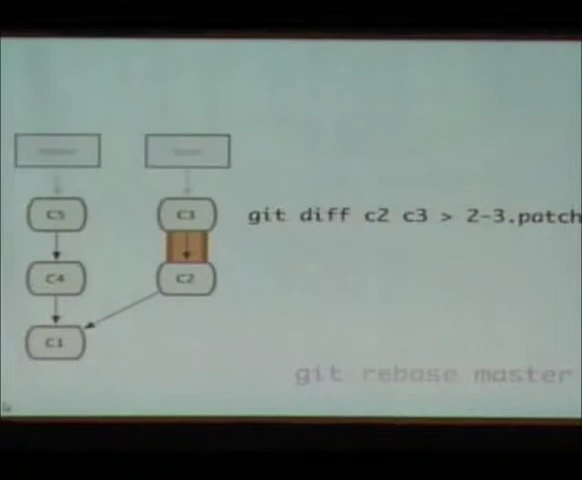 C5
C3
git diff c2 c3 > 2-3.patch
C4
C2
C1
git rebase master